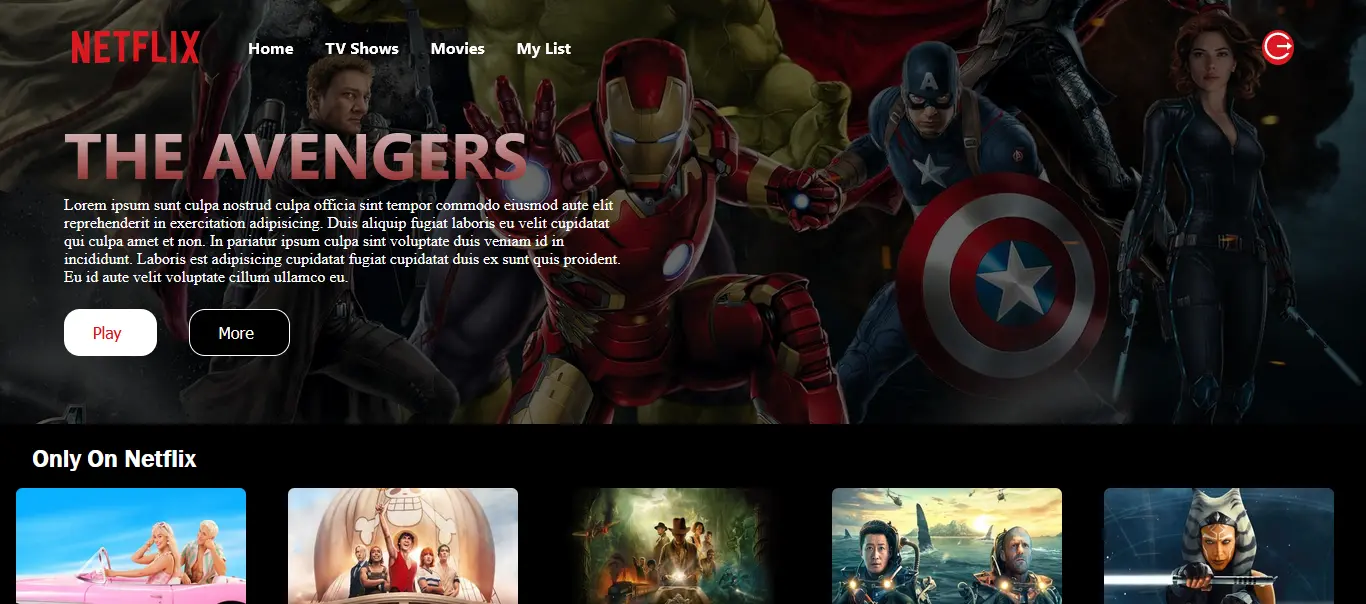 NETFLIX
Home TV Shows Movies My List
THE AVENGERS
Lorem ipsum sunt culpa nostrud culpa officia sint tempor commodo eiusmod aute elit
reprehenderit in exercitation adipisicing. Duis aliquip fugiat laboris eu velit cupidatat
qui culpa amet et non. In pariatur ipsum culpa sint voluptate duis veniam id in
incididunt. Laboris est adipisicing cupidatat fugiat cupidatat duis ex sunt quis proident.
Eu id aute velit voluptate cillum ullamco eu.
Play More
Only On Netflix